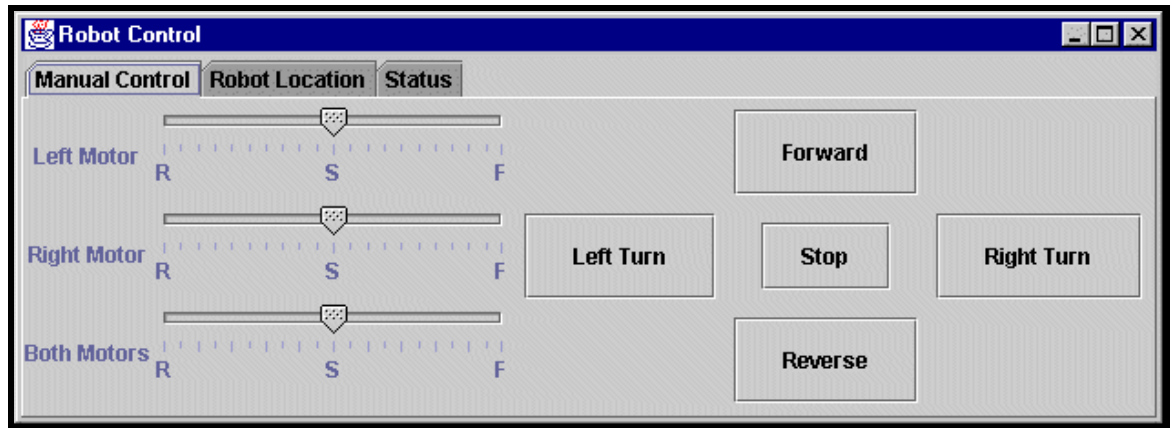 Robot Control
Manual Control Robot Location Status
Left Motor
R S F
Right Motor
R S F
Both Motors
R S F
Forward
Left Turn Stop Right Turn
Reverse